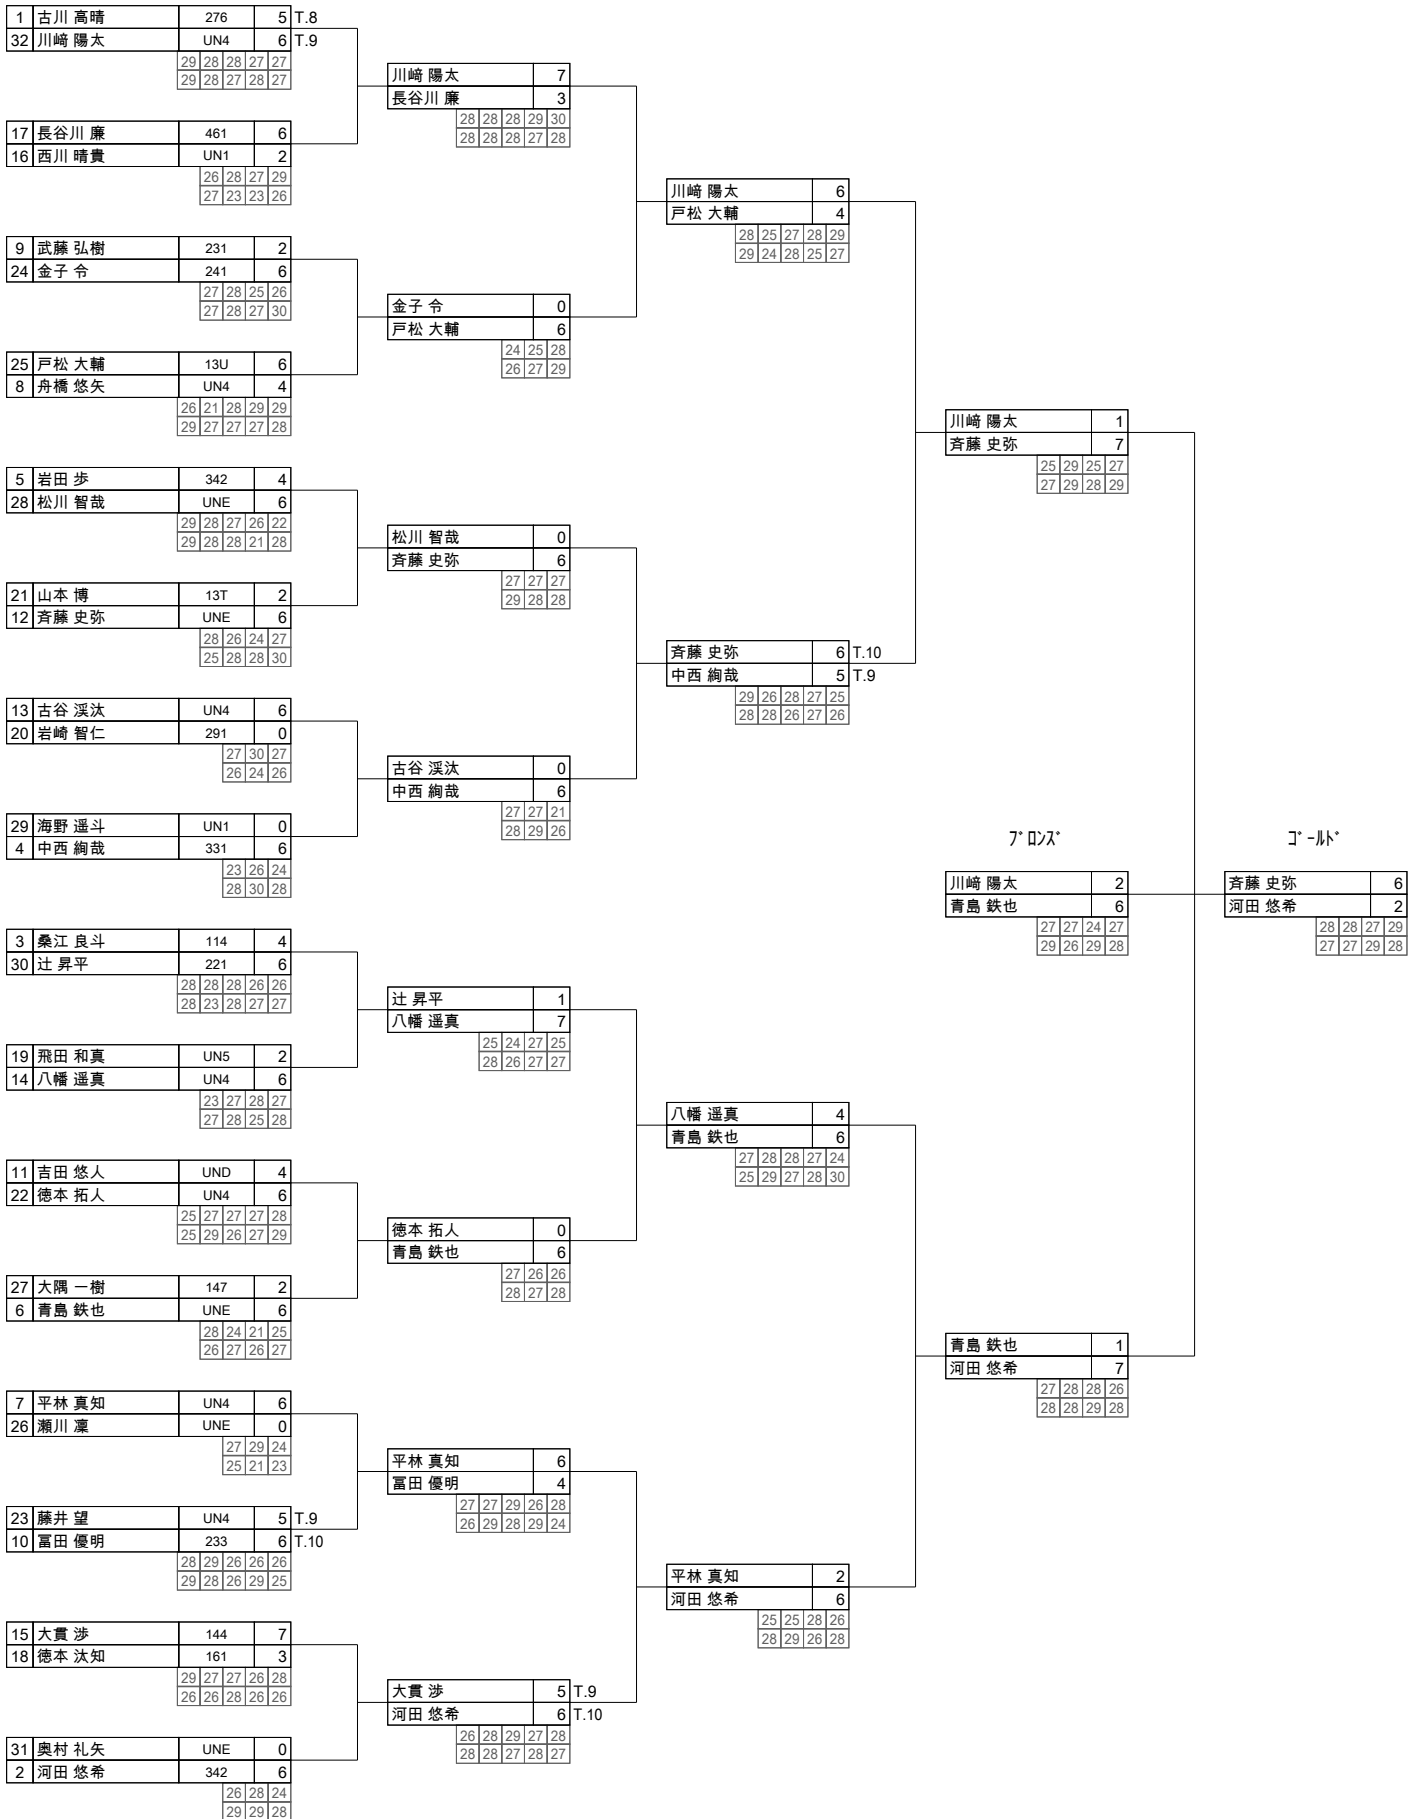 1 古川 高晴 276 5 T.8
32 川﨑 陽太 UN4 6 T.9
29 28 28 27 27
29 28 27 28 27
17 長谷川 廉 461 6
16 西川 晴貴 UN1 2
26 28 27 29
27 23 23 26
9 武藤 弘樹 231 2
24 金子 令 241 6
27 28 25 26
27 28 27 30
25 戸松 大輔 13U 6
8 舟橋 悠矢 UN4 4
26 21 28 29 29
29 27 27 27 28
5 岩田 歩 342 4
28 松川 智哉 UNE 6
29 28 27 26 22
29 28 28 21 28
21 山本 博 13T 2
12 斉藤 史弥 UNE 6
28 26 24 27
25 28 28 30
13 古谷 渓汰 UN4 6
20 岩崎 智仁 291 0
27 30 27
26 24 26
29 海野 遥斗 UN1 0
4 中西 絢哉 331 6
23 26 24
28 30 28
3 桑江 良斗 114 4
30 辻 昇平 221 6
28 28 28 26 26
28 23 28 27 27
19 飛田 和真 UN5 2
14 八幡 遥真 UN4 6
23 27 28 27
27 28 25 28
11 吉田 悠人 UND 4
22 徳本 拓人 UN4 6
25 27 27 27 28
25 29 26 27 29
27 大隅 一樹 147 2
6 青島 鉄也 UNE 6
28 24 21 25
26 27 26 27
7 平林 真知 UN4 6
26 瀬川 凜 UNE 0
27 29 24
25 21 23
23 藤井 望 UN4 5 T.9
10 冨田 優明 233 6 T.10
28 29 26 26 26
29 28 26 29 25
15 大貫 渉 144 7
18 徳本 汰知 161 3
29 27 27 26 28
26 26 28 26 26
31 奥村 礼矢 UNE 0
2 河田 悠希 342 6
26 28 24
29 29 28
川﨑 陽太 7
長谷川 廉 3
28 28 28 29 30
28 28 28 27 28
金子 令 0
戸松 大輔 6
24 25 28
26 27 29
松川 智哉 0
斉藤 史弥 6
27 27 27
29 28 28
古谷 渓汰 0
中西 絢哉 6
27 27 21
28 29 26
辻 昇平 1
八幡 遥真 7
25 24 27 25
28 26 27 27
徳本 拓人 0
青島 鉄也 6
27 26 26
28 27 28
平林 真知 6
冨田 優明 4
27 27 29 26 28
26 29 28 29 24
大貫 渉 5 T.9
河田 悠希 6 T.10
26 28 29 27 28
28 28 27 28 27
川﨑 陽太 6
戸松 大輔 4
28 25 27 28 29
29 24 28 25 27
斉藤 史弥 6 T.10
中西 絢哉 5 T.9
29 26 28 27 25
28 28 26 27 26
八幡 遥真 4
青島 鉄也 6
27 28 28 27 24
25 29 27 28 30
平林 真知 2
河田 悠希 6
25 25 28 26
28 29 26 28
川﨑 陽太 1
斉藤 史弥 7
25 29 25 27
27 29 28 29
青島 鉄也 1
河田 悠希 7
27 28 28 26
28 28 29 28
ﾌﾞﾛﾝｽﾞ
川﨑 陽太 2
青島 鉄也 6
27 27 24 27
29 26 29 28
ｺﾞｰﾙﾄﾞ
斉藤 史弥 6
河田 悠希 2
28 28 27 29
27 27 29 28